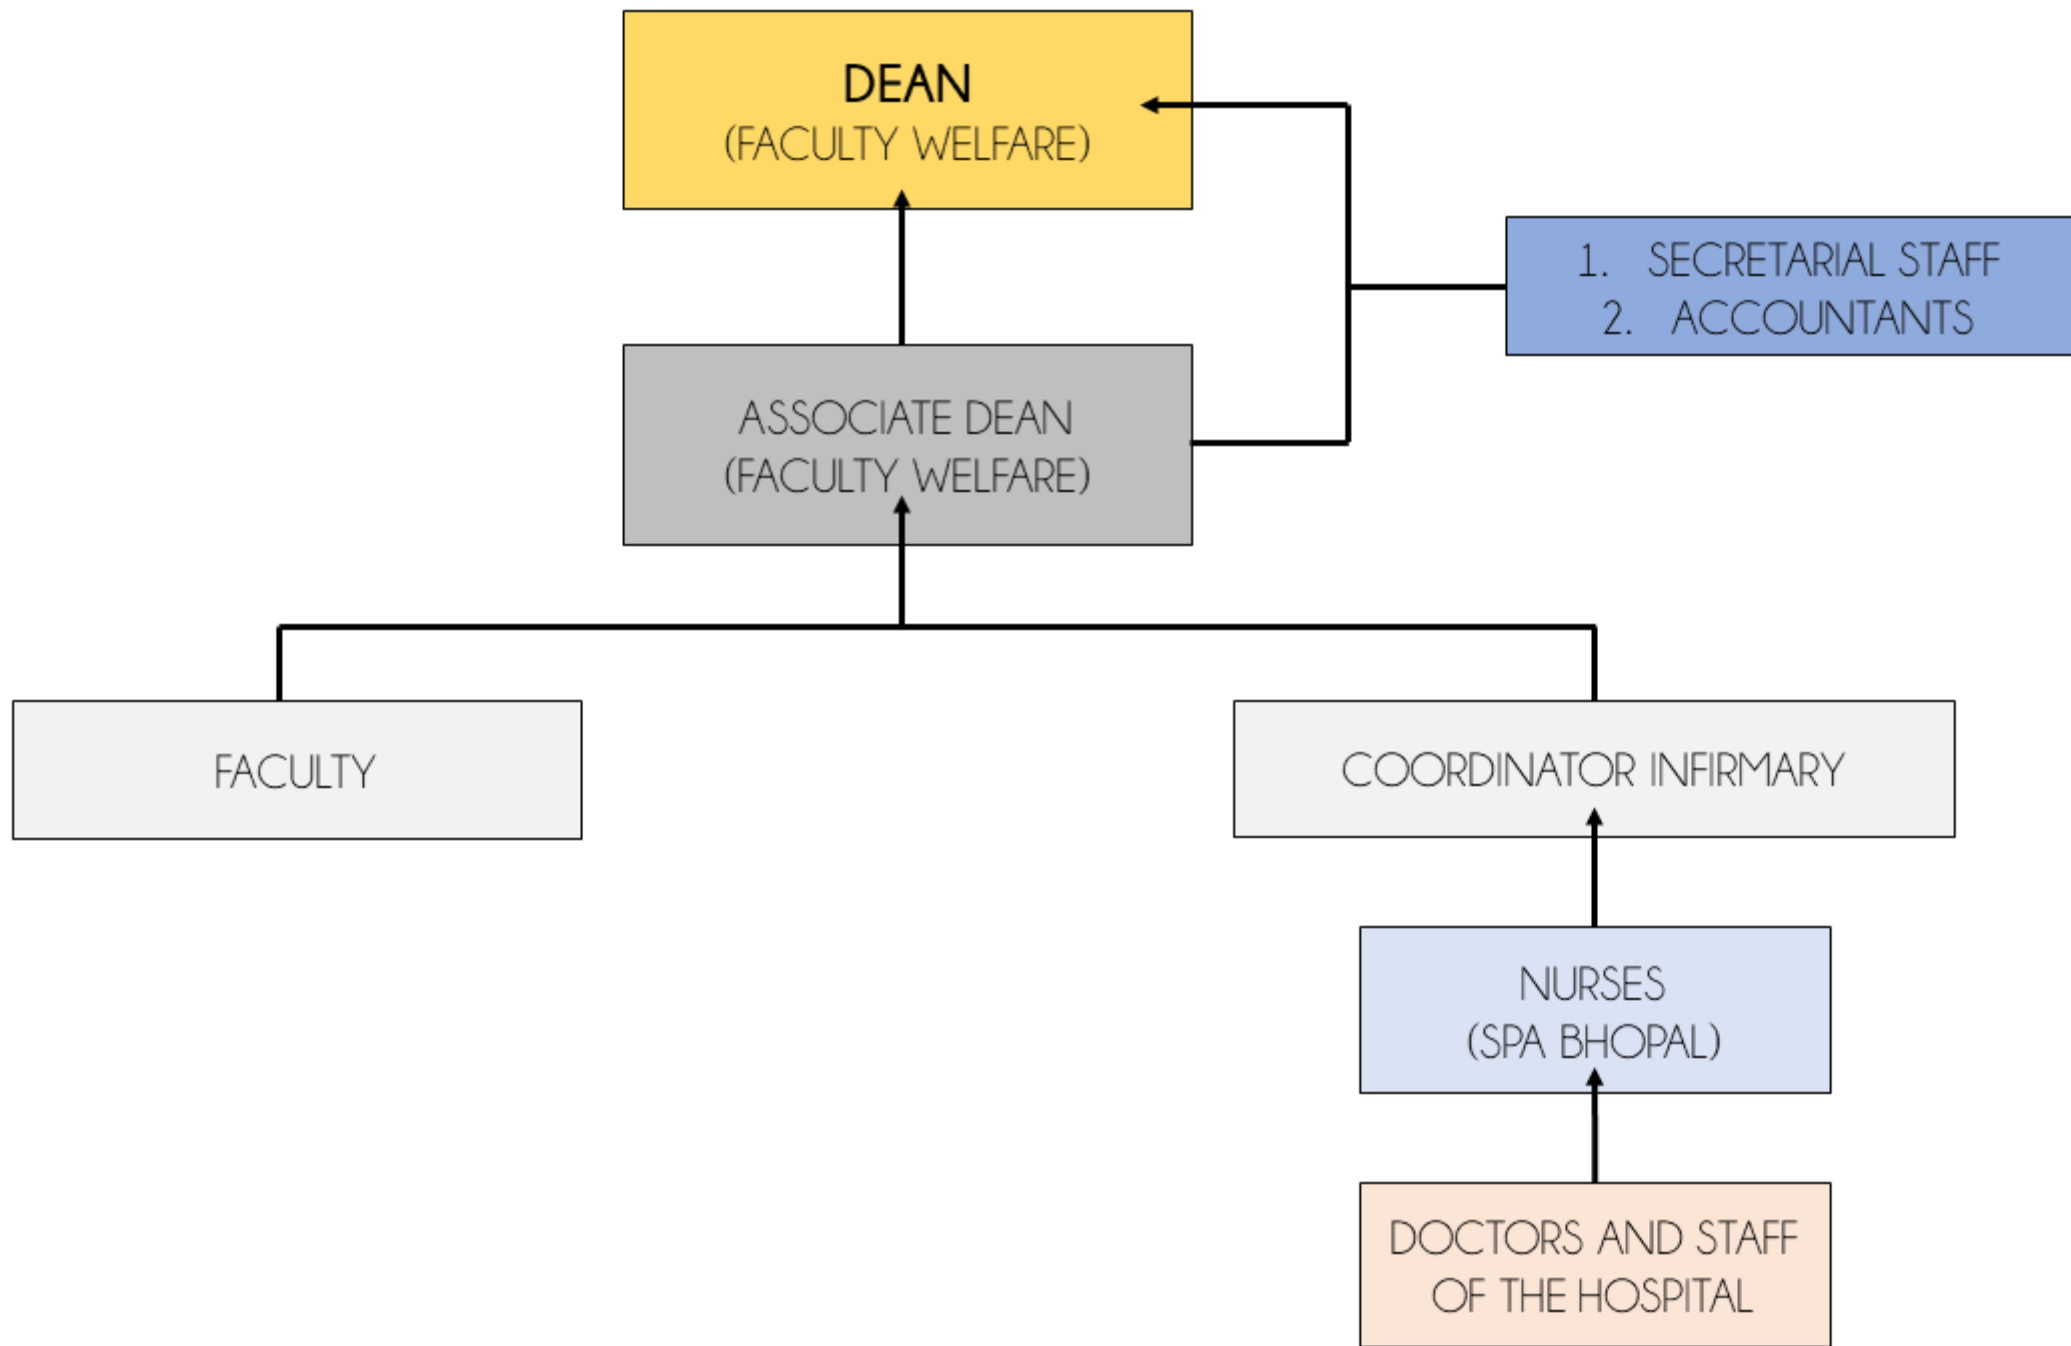 DEAN
(FACULTY WELFARE)
1. SECRETARIAL STAFF
2. ACCOUNTANTS
ASSOCIATE DEAN
(FACULTY WELFARE)
FACULTY
COORDINATOR INFIRMARY
NURSES
(SPA BHOPAL)
DOCTORS AND STAFF
OF THE HOSPITAL